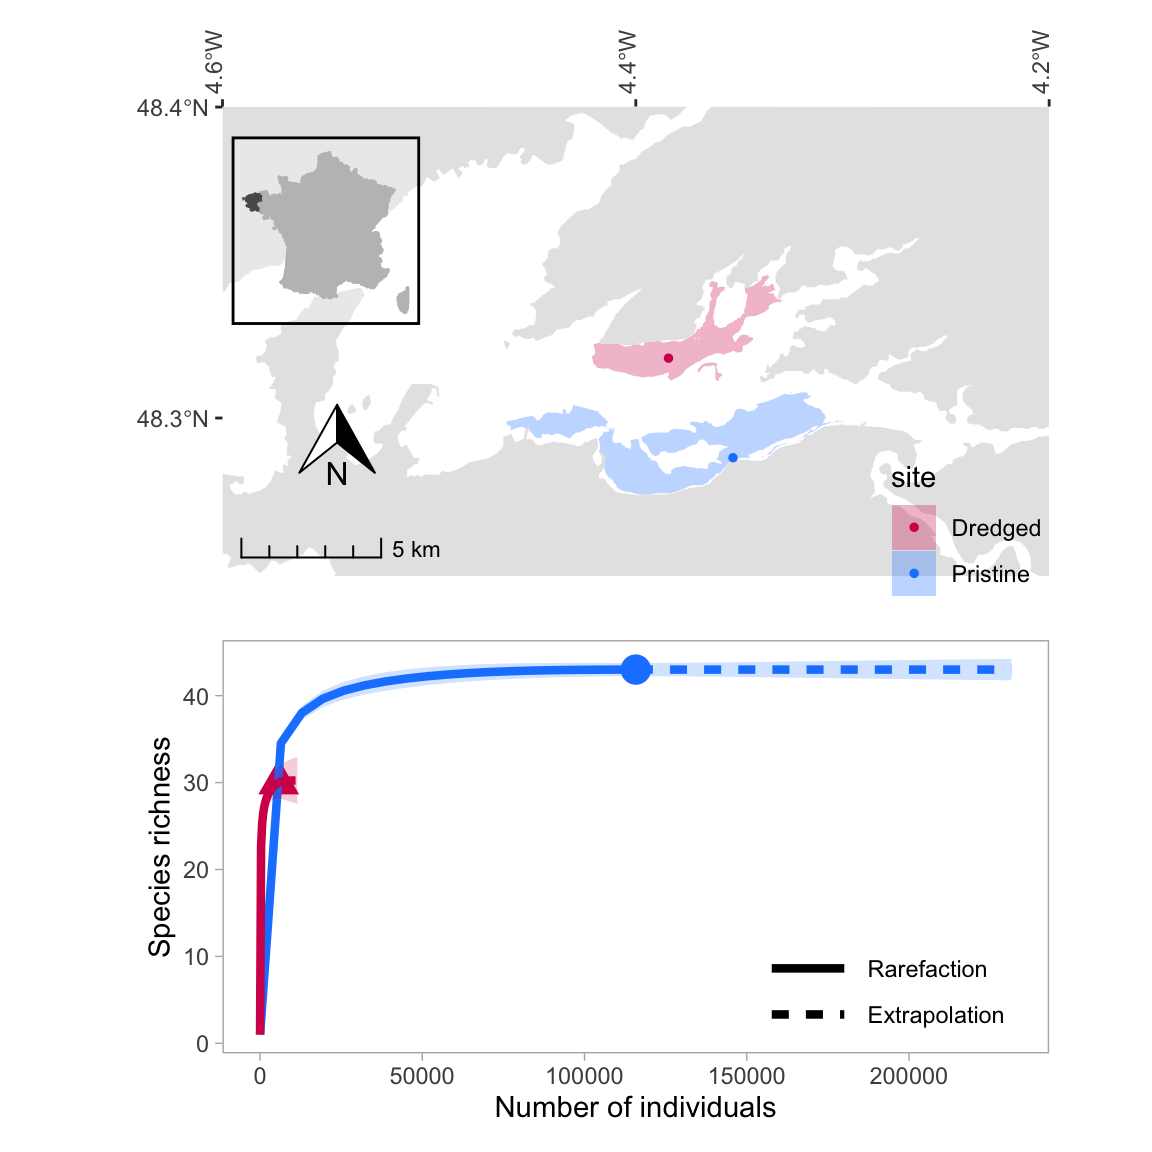 4.6°W
4.4°W
4.2°W
48.4°N
48.3°N
N
5 km
site
Dredged
Pristine
Species richness
40
30
20
10
0
Rarefaction
Extrapolation
0
50000
100000
150000
200000
Number of individuals